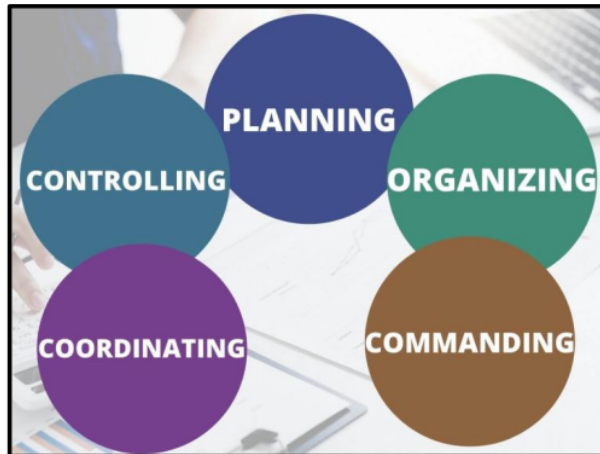 PLANNING
ORGANIZING
COMMANDING
COORDINATING
CONTROLLING